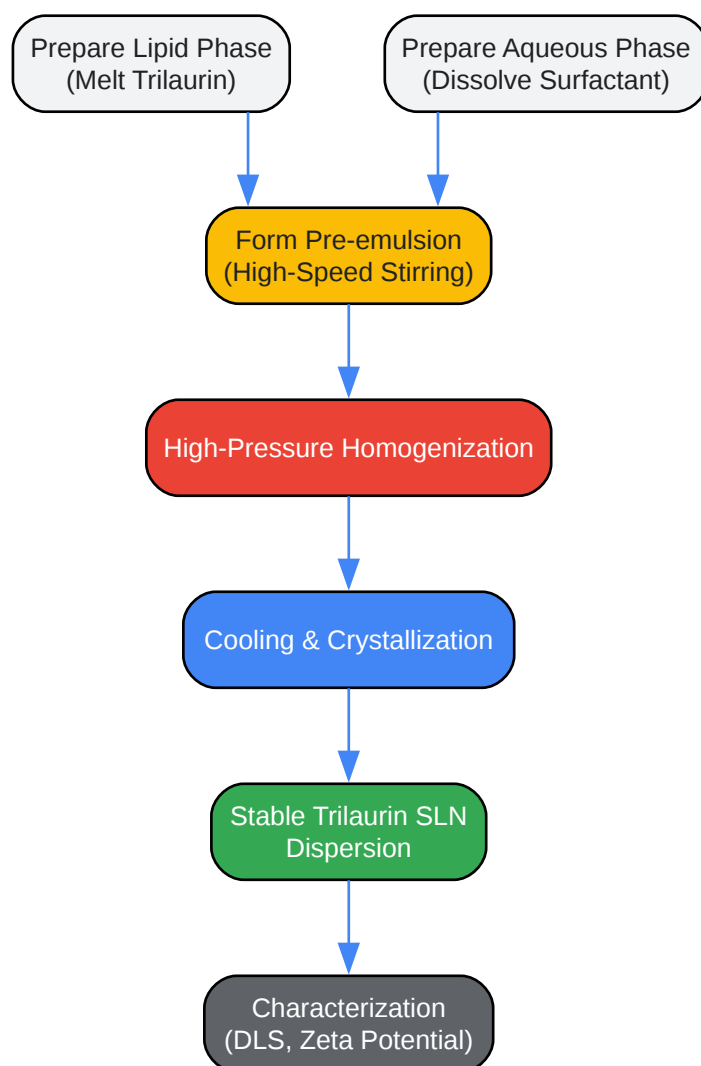 Prepare Lipid Phase
(Melt Trilaurin)
Prepare Aqueous Phase
(Dissolve Surfactant)
Form Pre-emulsion
(High-Speed Stirring)
High-Pressure Homogenization
Cooling & Crystallization
Stable Trilaurin SLN
Dispersion
Characterization
(DLS, Zeta Potential)